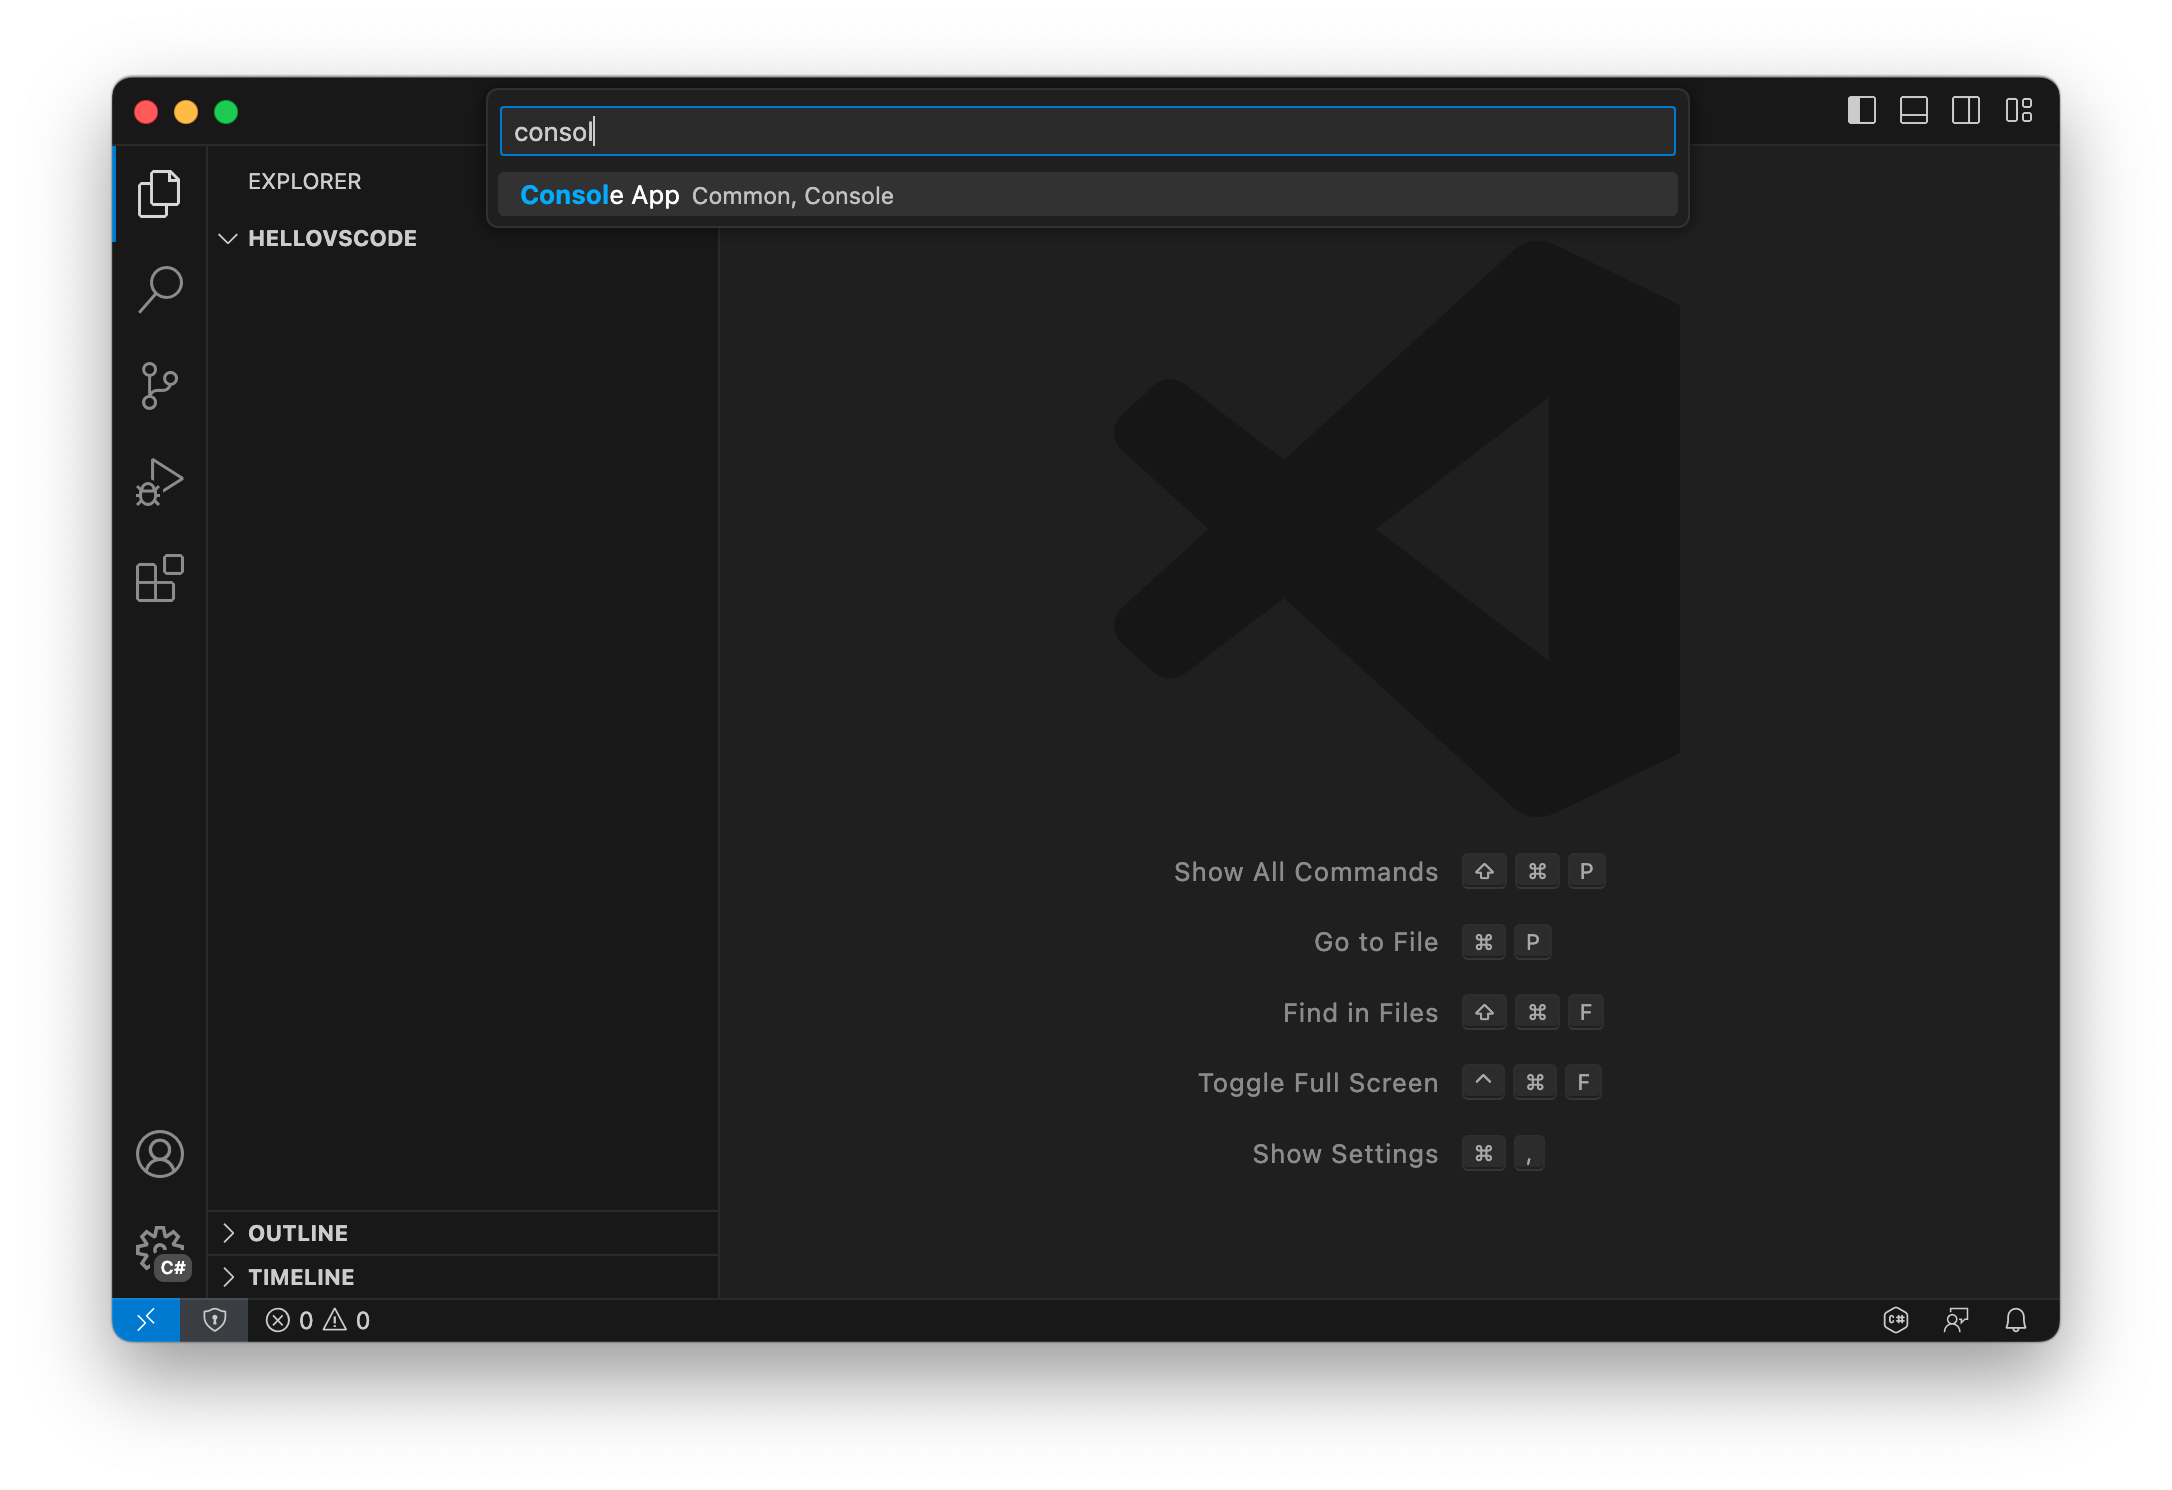 consol
Console App Common, Console
EXPLORER
HELLOVSCODE
Show All Commands ⇧ ⌘ P
Go to File ⌘ P
Find in Files ⇧ ⌘ F
Toggle Full Screen ^ ⌘ F
Show Settings ⌘ ,
OUTLINE
TIMELINE
C#
0 0
C#